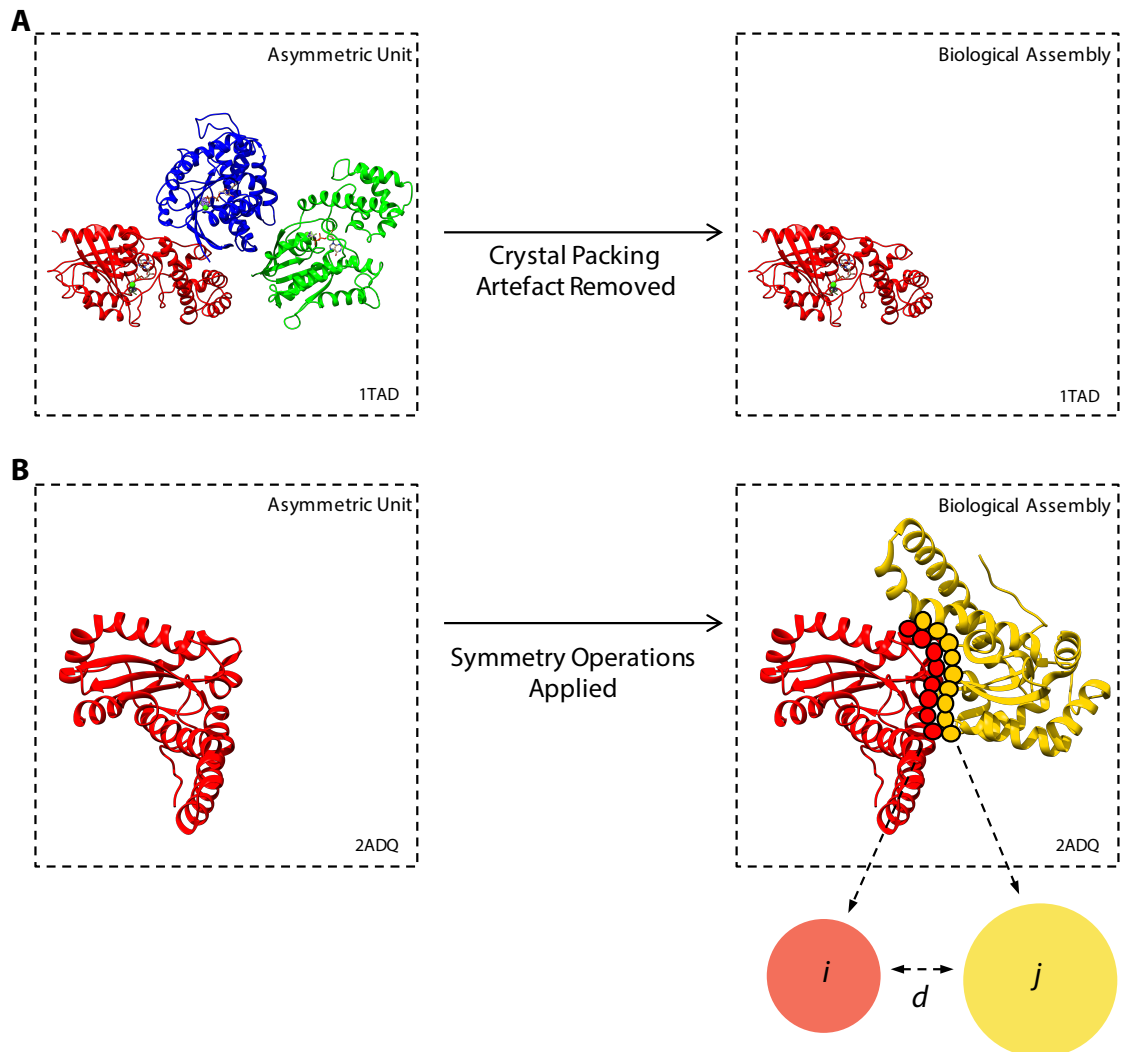 A
Asymmetric Unit
Biological Assembly
Crystal Packing
Artefact Removed
1TAD
1TAD
B
Asymmetric Unit
Biological Assembly
Symmetry Operations
Applied
2ADQ
2ADQ
i
d
j